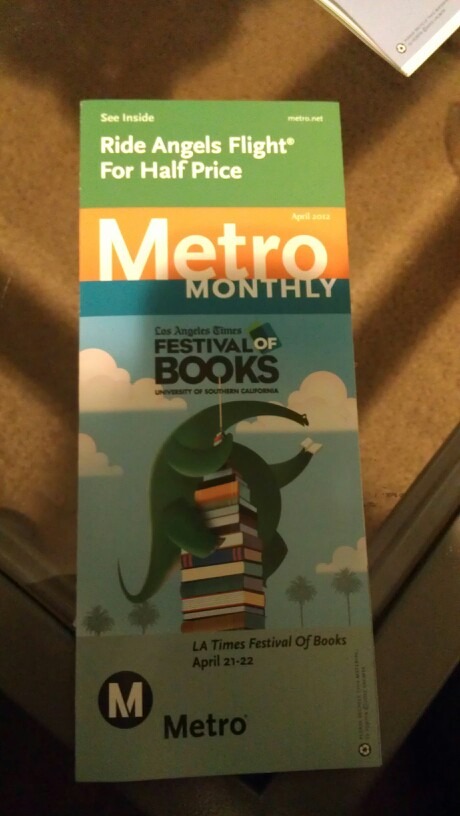 See Inside
metro.net
Ride Angels Flight®
For Half Price
April 2012
Metro
MONTHLY
Los Angeles Times
FESTIVAL OF
BOOKS
UNIVERSITY OF SOUTHERN CALIFORNIA
LA Times Festival Of Books
April 21-22
M
Metro